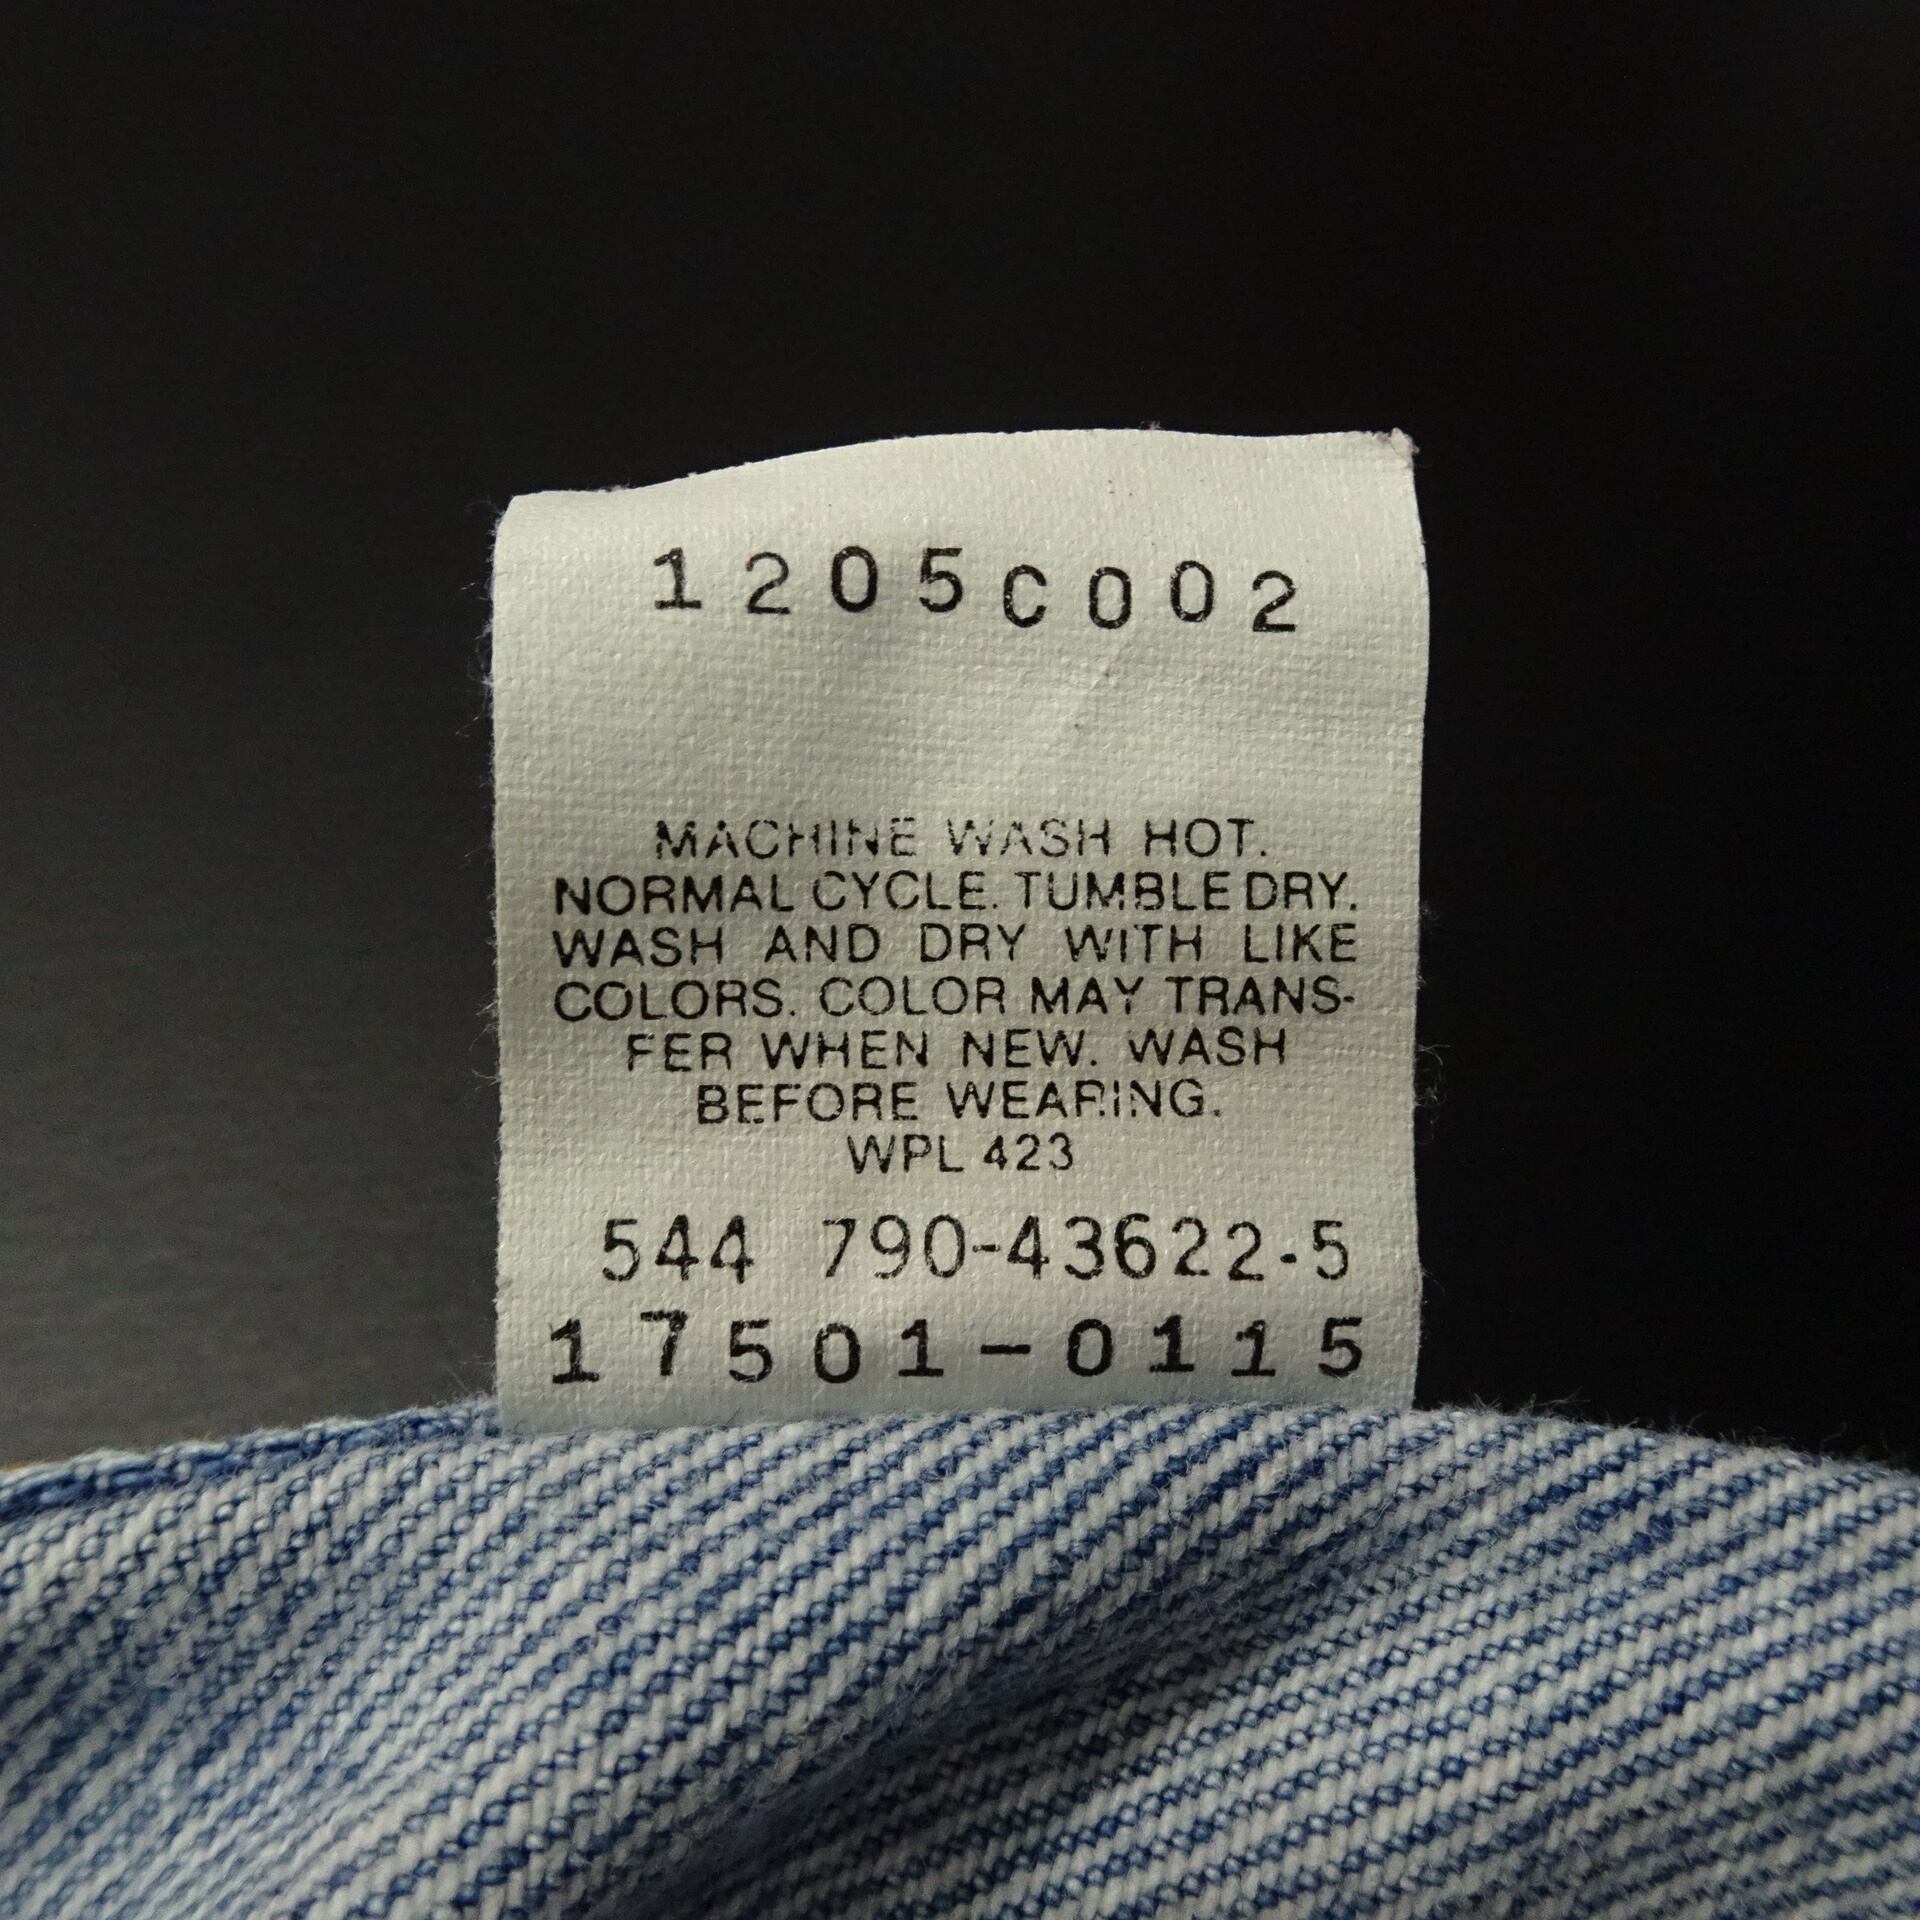 1205C002
MACHINE WASH HOT.
NORMAL CYCLE. TUMBLE DRY.
WASH AND DRY WITH LIKE
COLORS. COLOR MAY TRANS-
FER WHEN NEW. WASH
BEFORE WEARING.
WPL 423
544 790-43622-5
17501-0115